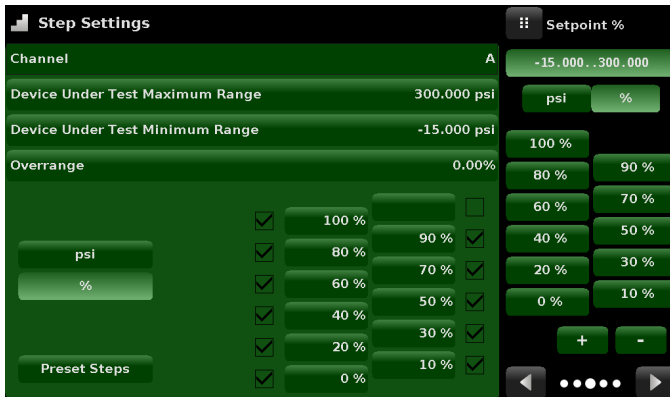 Step Settings
Setpoint %
Channel A
-15.000..300.000
Device Under Test Maximum Range 300.000 psi
psi %
Device Under Test Minimum Range -15.000 psi
Overrange 0.00%
100 %
90 %
80 %
70 %
60 %
50 %
40 %
30 %
20 %
10 %
0 %
psi
%
Preset Steps
100 %
90 %
80 %
70 %
60 %
50 %
40 %
30 %
20 %
10 %
0 %
+ -